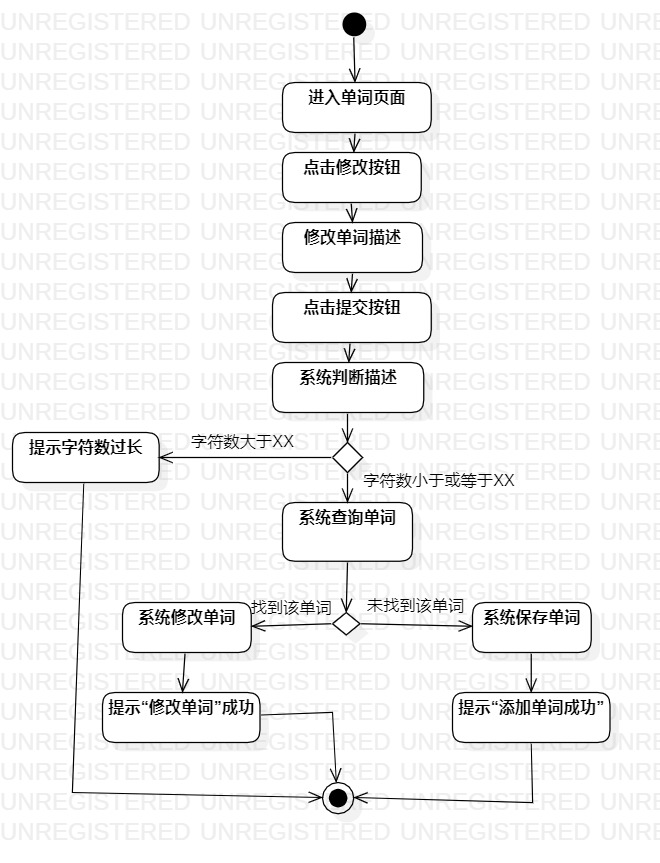 进入单词页面
点击修改按钮
修改单词描述
点击提交按钮
系统判断描述
字符数大于XX
提示字符数过长
字符数小于或等于XX
系统查询单词
找到该单词
未找到该单词
系统修改单词
系统保存单词
提示“修改单词”成功
提示“添加单词成功”
UNREGISTERED